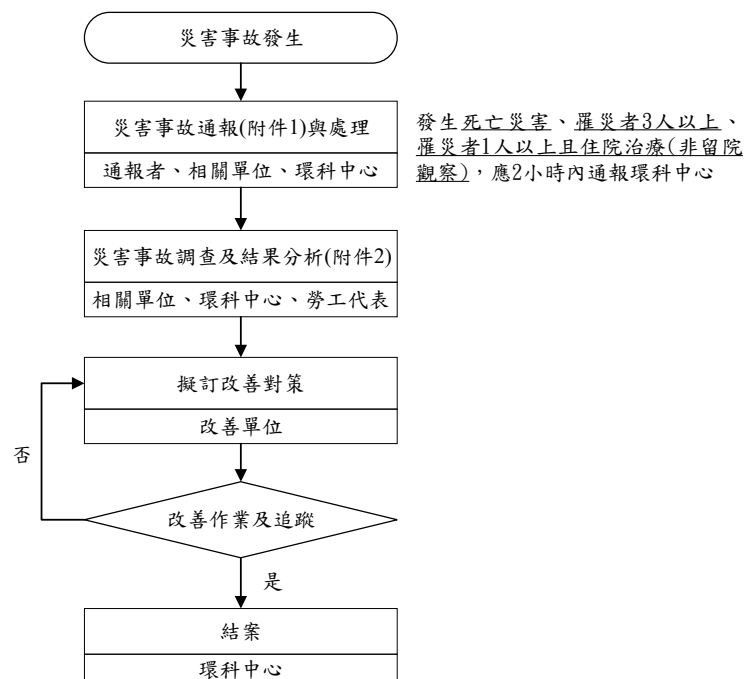 災害事故發生
災害事故通報(附件1)與處理
通報者、相關單位、環科中心
發生死亡災害、罹災者3人以上、
罹災者1人以上且住院治療(非留院
觀察)，應2小時內通報環科中心
災害事故調查及結果分析(附件2)
相關單位、環科中心、勞工代表
擬訂改善對策
改善單位
否
改善作業及追蹤
是
結案
環科中心